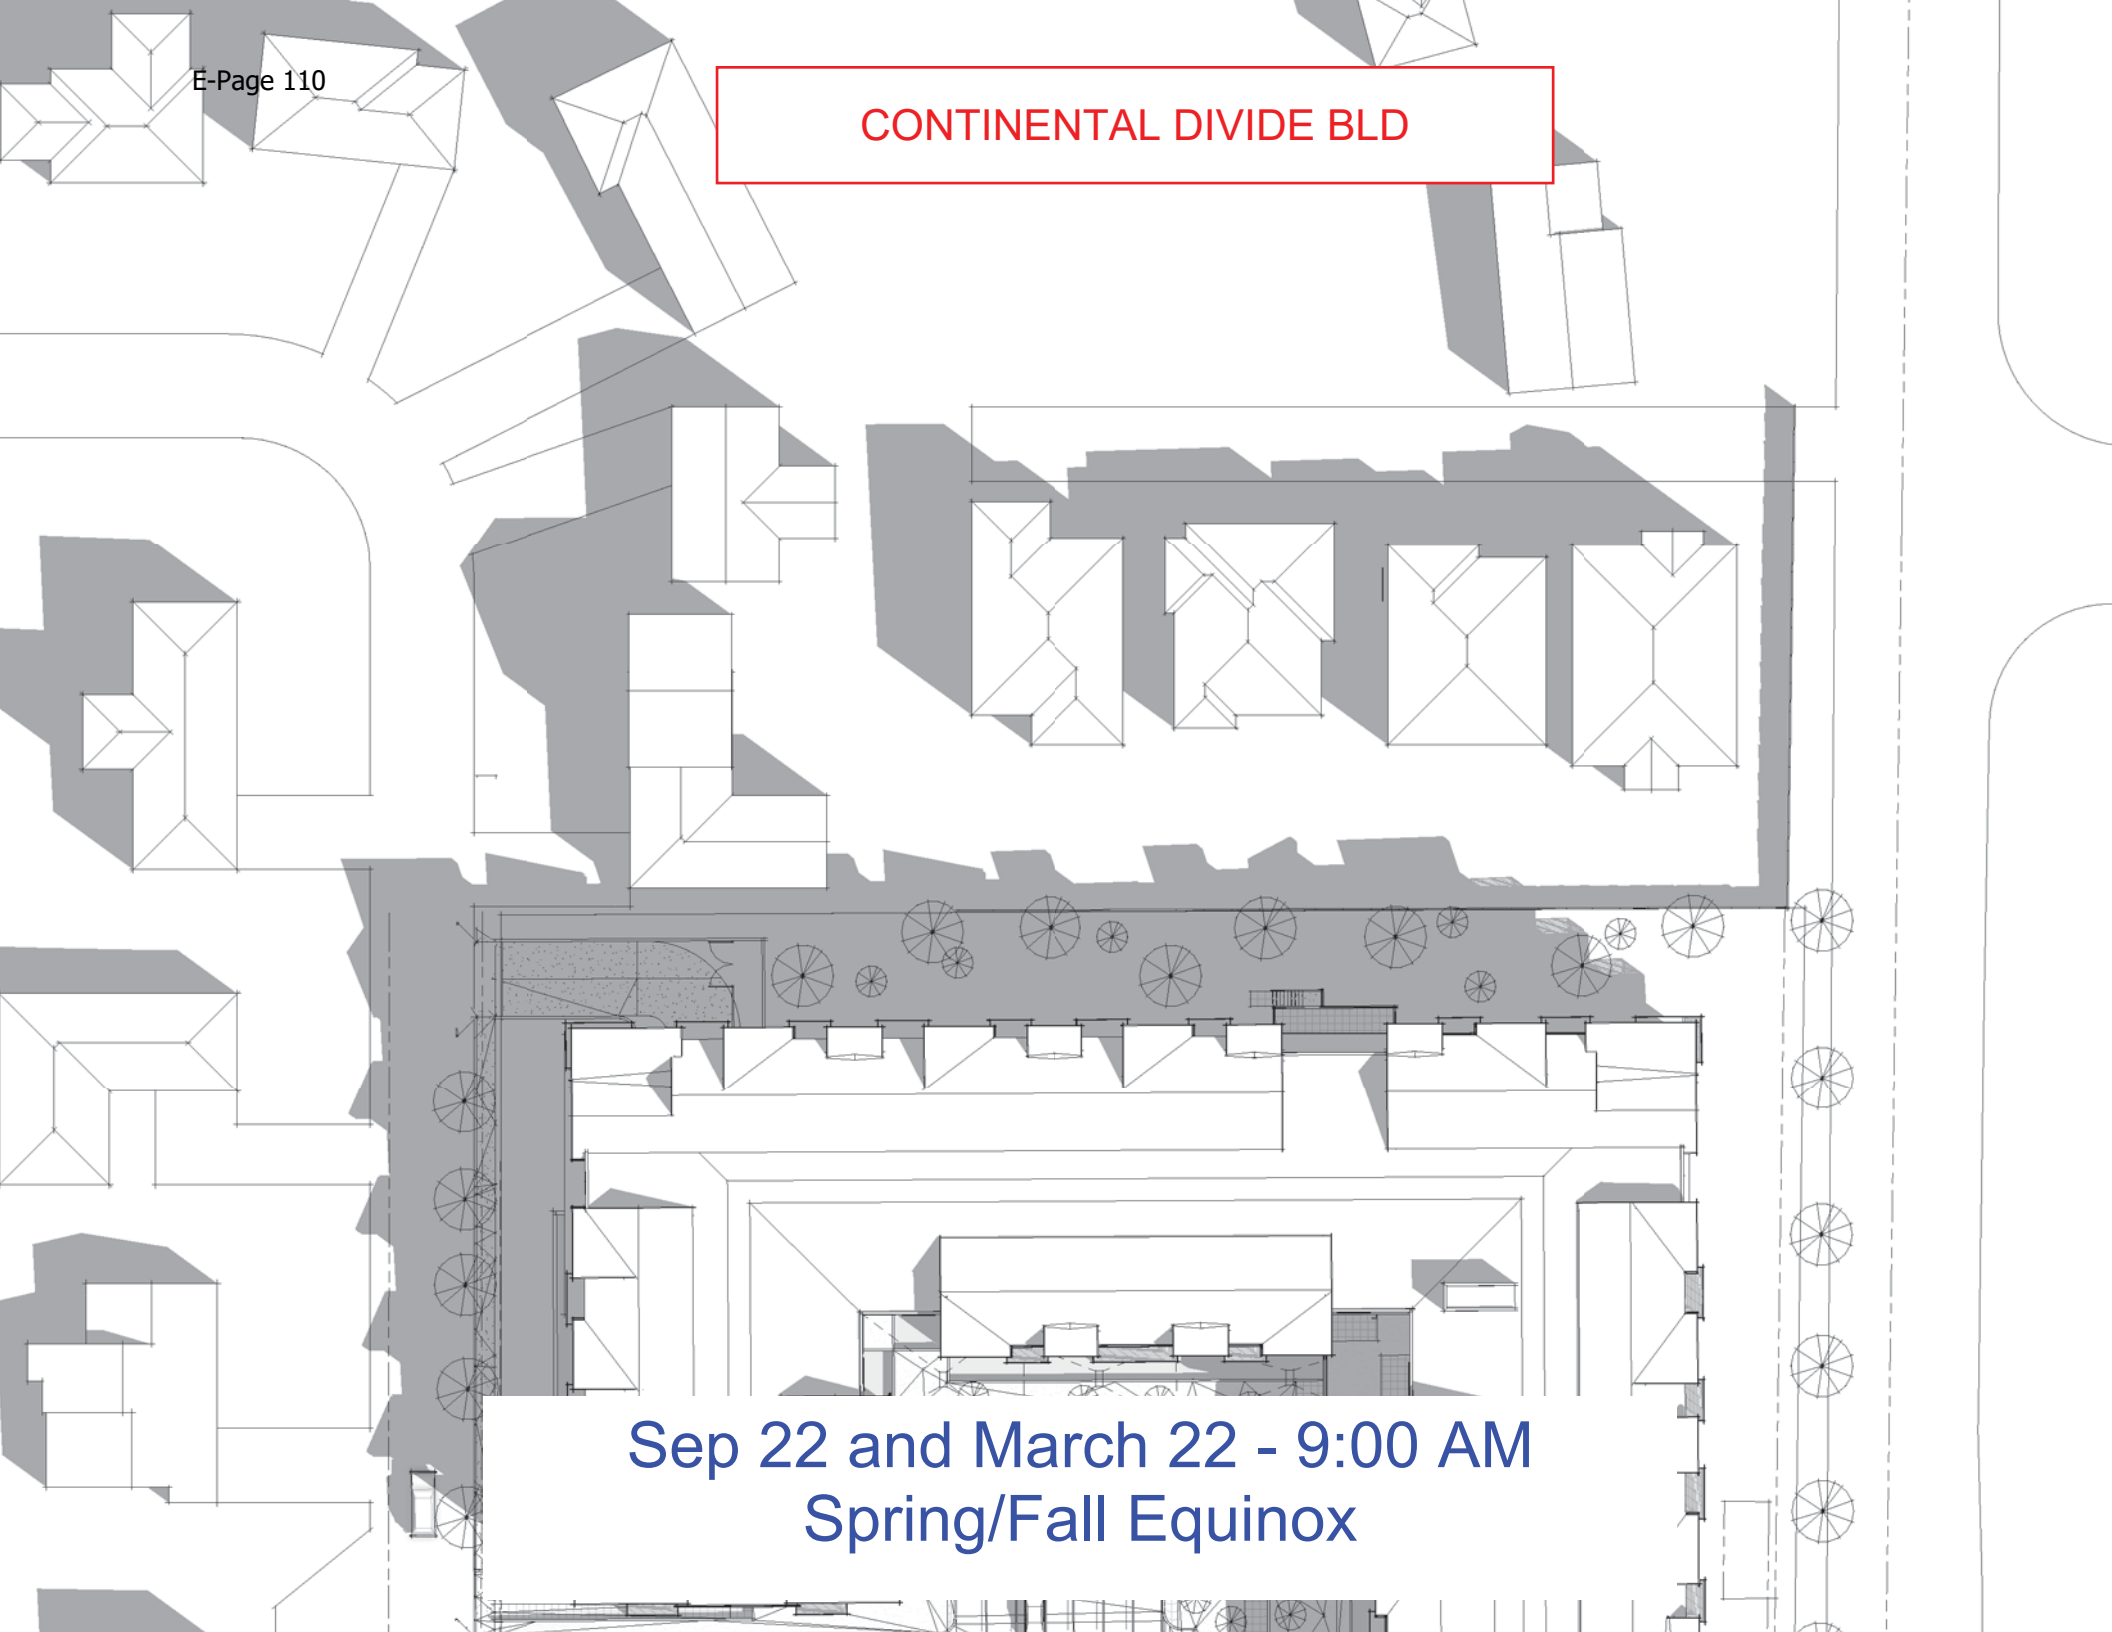 E-Page 110
CONTINENTAL DIVIDE BLD
Sep 22 and March 22 - 9:00 AM
Spring/Fall Equinox